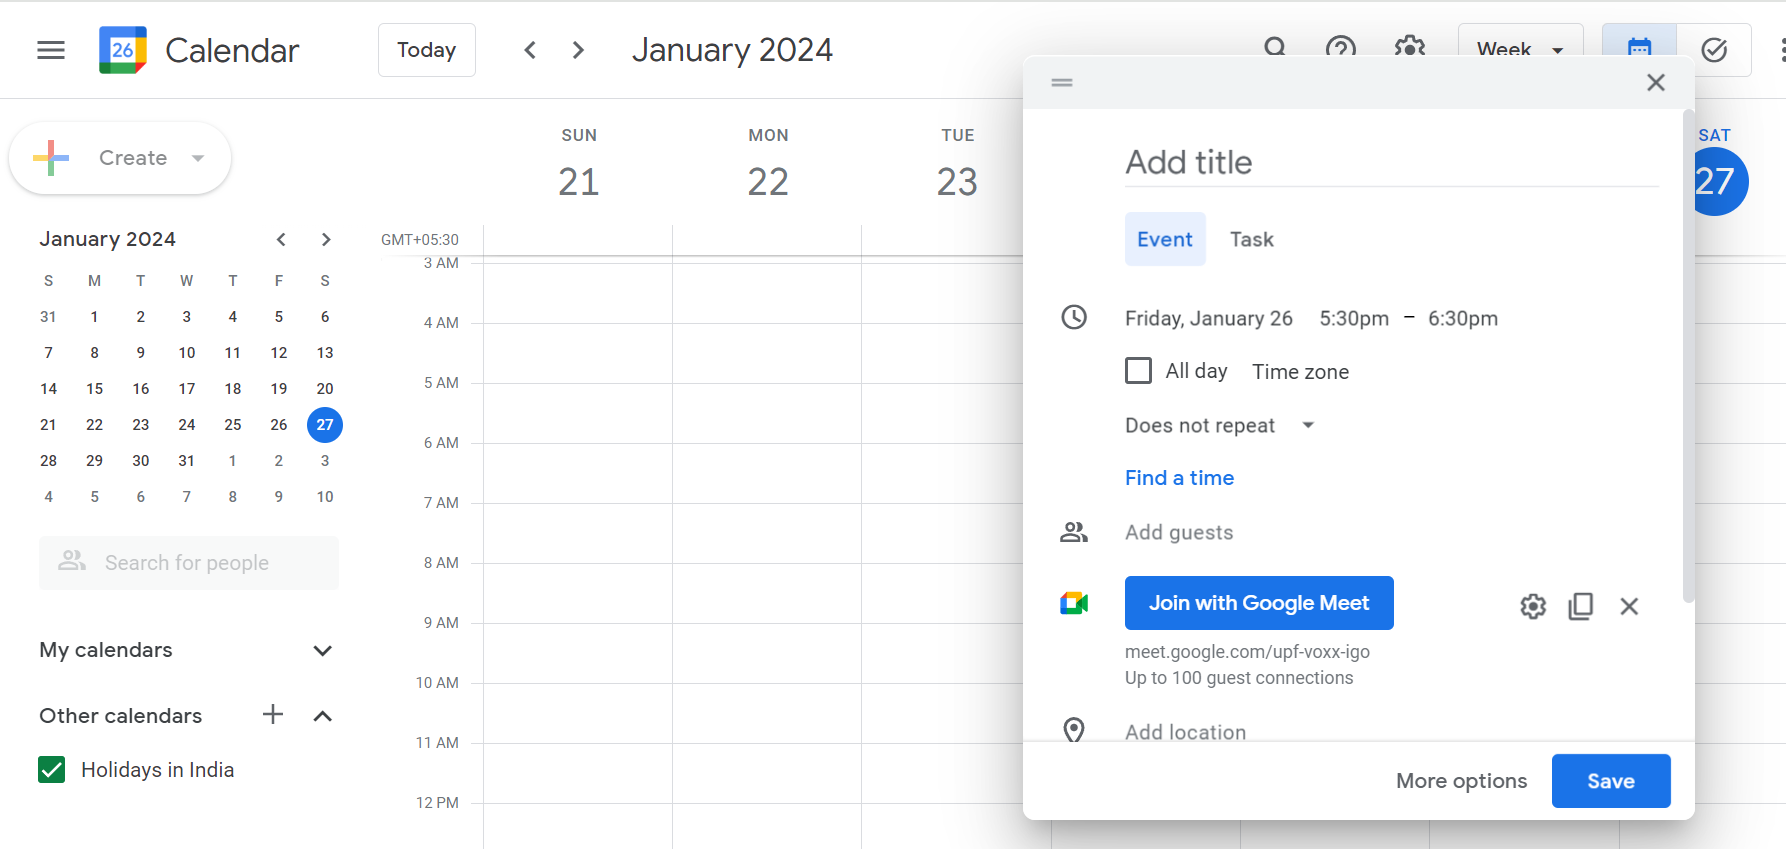 26 Calendar Today January 2024 Week
Create
January 2024
S M T W T F S
31 1 2 3 4 5 6
7 8 9 10 11 12 13
14 15 16 17 18 19 20
21 22 23 24 25 26 27
28 29 30 31 1 2 3
4 5 6 7 8 9 10
Search for people
My calendars
Other calendars
Holidays in India
SUN MON TUE SAT
21 22 23 27
GMT+05:30
3 AM
4 AM
5 AM
6 AM
7 AM
8 AM
9 AM
10 AM
11 AM
12 PM
Add title
Event Task
Friday, January 26 5:30pm – 6:30pm
All day Time zone
Does not repeat
Find a time
Add guests
Join with Google Meet
meet.google.com/upf-voxx-igo
Up to 100 guest connections
Add location
More options Save